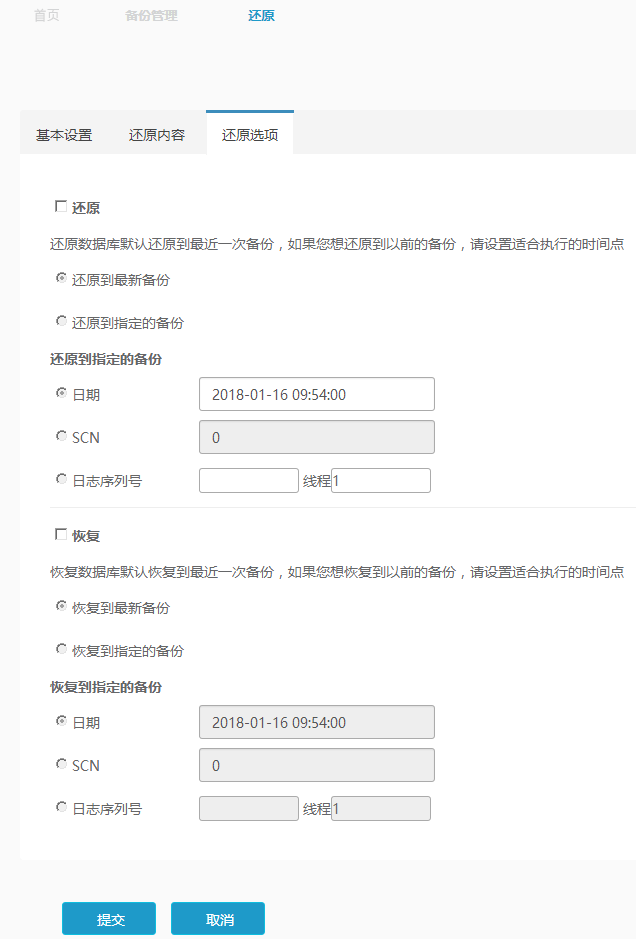 首页 备份管理 还原
基本设置 还原内容 还原选项
还原
还原数据库默认还原到最近一次备份，如果您想还原到以前的备份，请设置适合执行的时间点
还原到最新备份
还原到指定的备份
还原到指定的备份
日期 2018-01-16 09:54:00
SCN 0
日志序列号 线程1
恢复
恢复数据库默认恢复到最近一次备份，如果您想恢复到以前的备份，请设置适合执行的时间点
恢复到最新备份
恢复到指定的备份
恢复到指定的备份
日期 2018-01-16 09:54:00
SCN 0
日志序列号 线程1
提交 取消